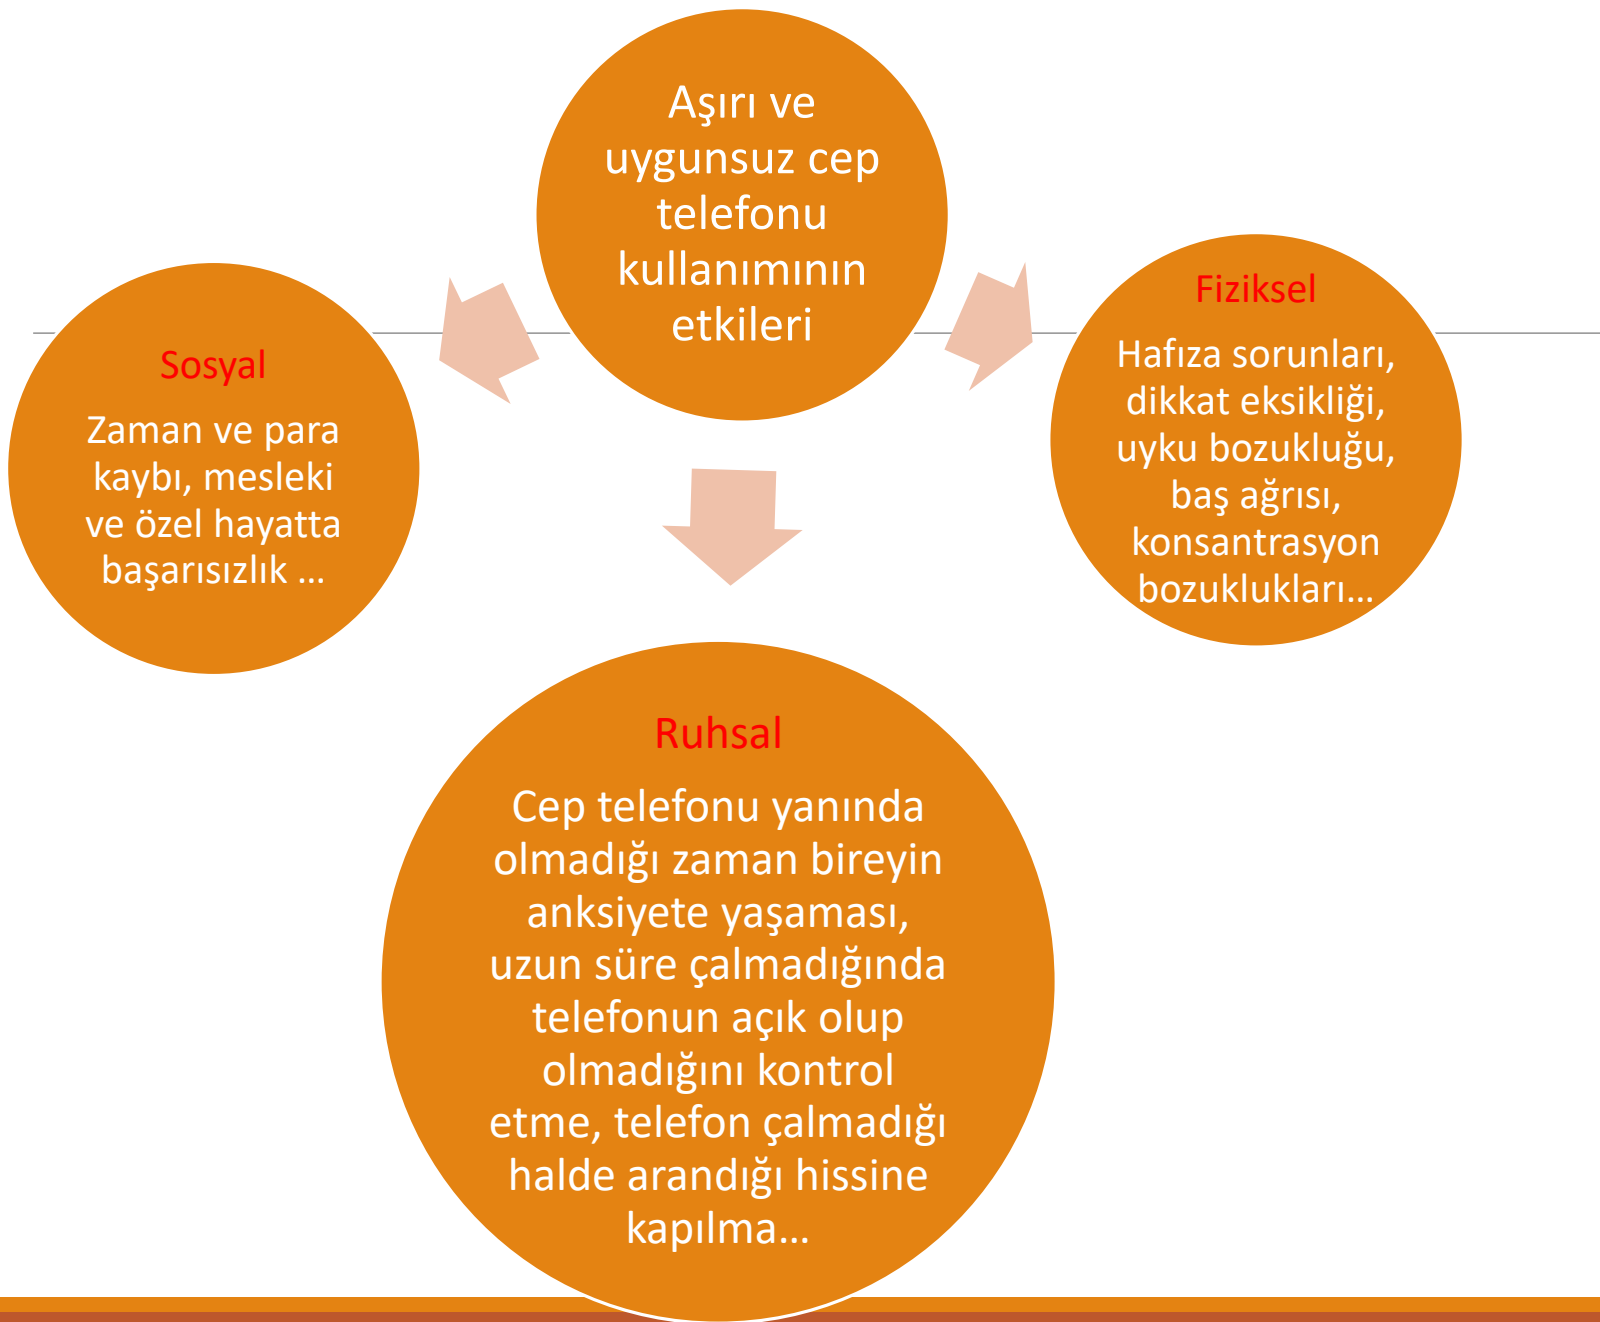 Aşırı ve
uygunsuz cep
telefonu
kullanımının
etkileri
Sosyal
Zaman ve para
kaybı, mesleki
ve özel hayatta
başarısızlık ...
Fiziksel
Hafıza sorunları,
dikkat eksikliği,
uyku bozukluğu,
baş ağrısı,
konsantrasyon
bozuklukları...
Ruhsal
Cep telefonu yanında
olmadığı zaman bireyin
anksiyete yaşaması,
uzun süre çalmadığında
telefonun açık olup
olmadığını kontrol
etme, telefon çalmadığı
halde arandığı hissine
kapılma...